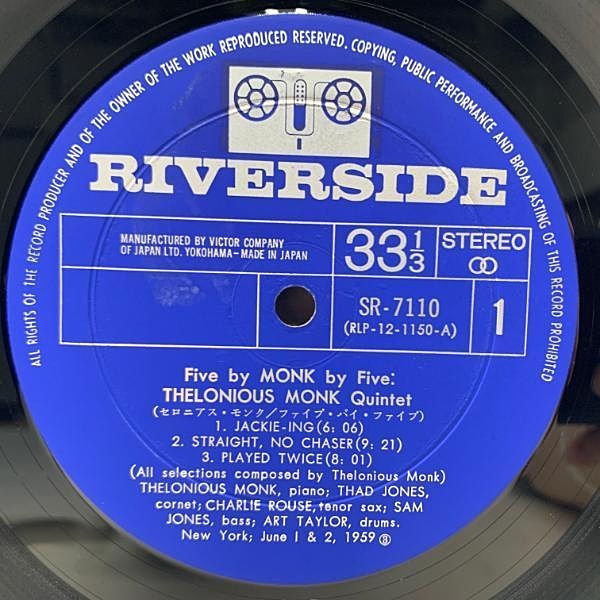 ALL RIGHTS OF THE RECORD PRODUCER AND OF THE OWNER OF THE WORK REPRODUCED RESERVED. COPYING, PUBLIC PERFORMANCE AND BROADCASTING OF THIS RECORD PROHIBITED
RIVERSIDE
MANUFACTURED BY VICTOR COMPANY
OF JAPAN LTD. YOKOHAMA-MADE IN JAPAN
33 1/3
STEREO
SR-7110
(RLP-12-1150-A)
1
Five by MONK by Five:
THELONIOUS MONK Quintet
(セロニアス・モンク/ファイブ・バイ・ファイブ)
1. JACKIE-ING(6:06)
2. STRAIGHT, NO CHASER(9:21)
3. PLAYED TWICE(8:01)
(All selections composed by Thelonious Monk)
THELONIOUS MONK, piano; THAD JONES,
cornet; CHARLIE ROUSE, tenor sax; SAM
JONES, bass; ART TAYLOR, drums.
New York; June 1 & 2, 1959